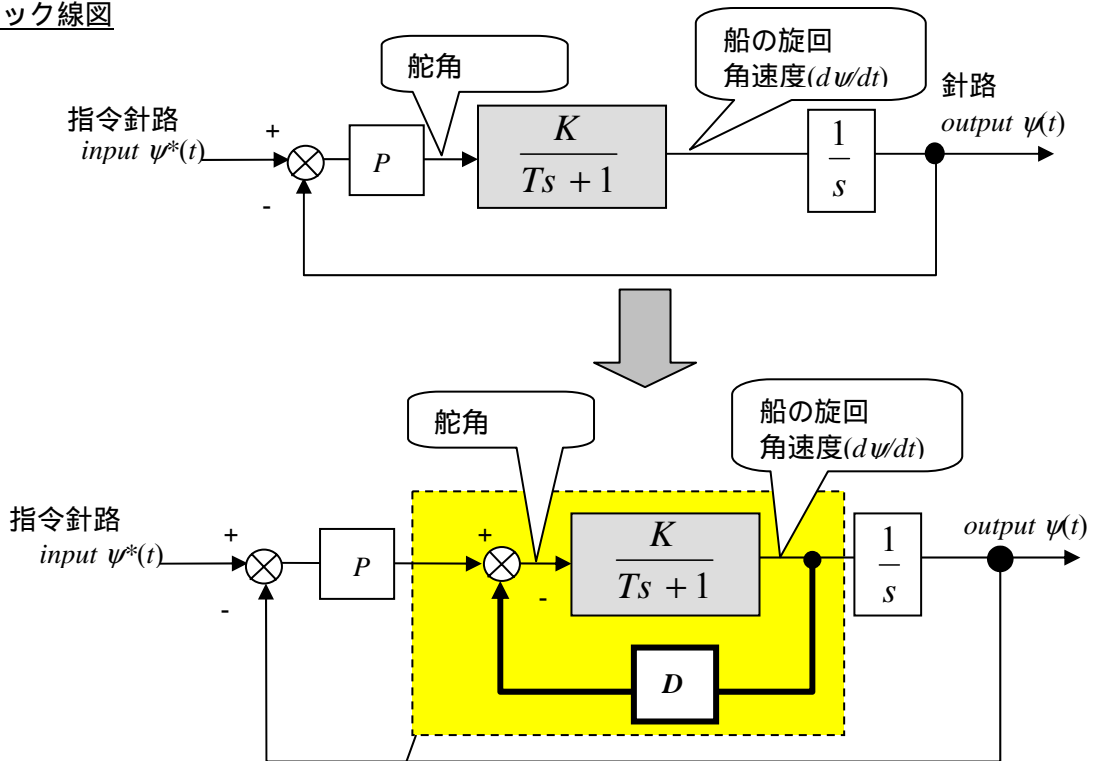 ック線図
舵角
船の旋回
角速度(dψ/dt)
指令針路
input ψ*(t)
+
-
P
K
Ts + 1
1
s
針路
output ψ(t)
舵角
船の旋回
角速度(dψ/dt)
指令針路
input ψ*(t)
+
-
P
+
-
K
Ts + 1
D
1
s
output ψ(t)